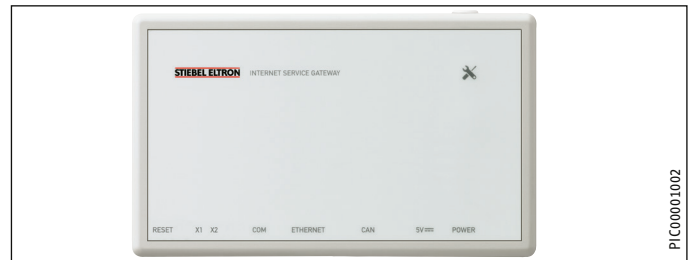 STIEBEL ELTRON INTERNET SERVICE GATEWAY
RESET X1 X2 COM ETHERNET CAN 5V POWER
PIC00001002